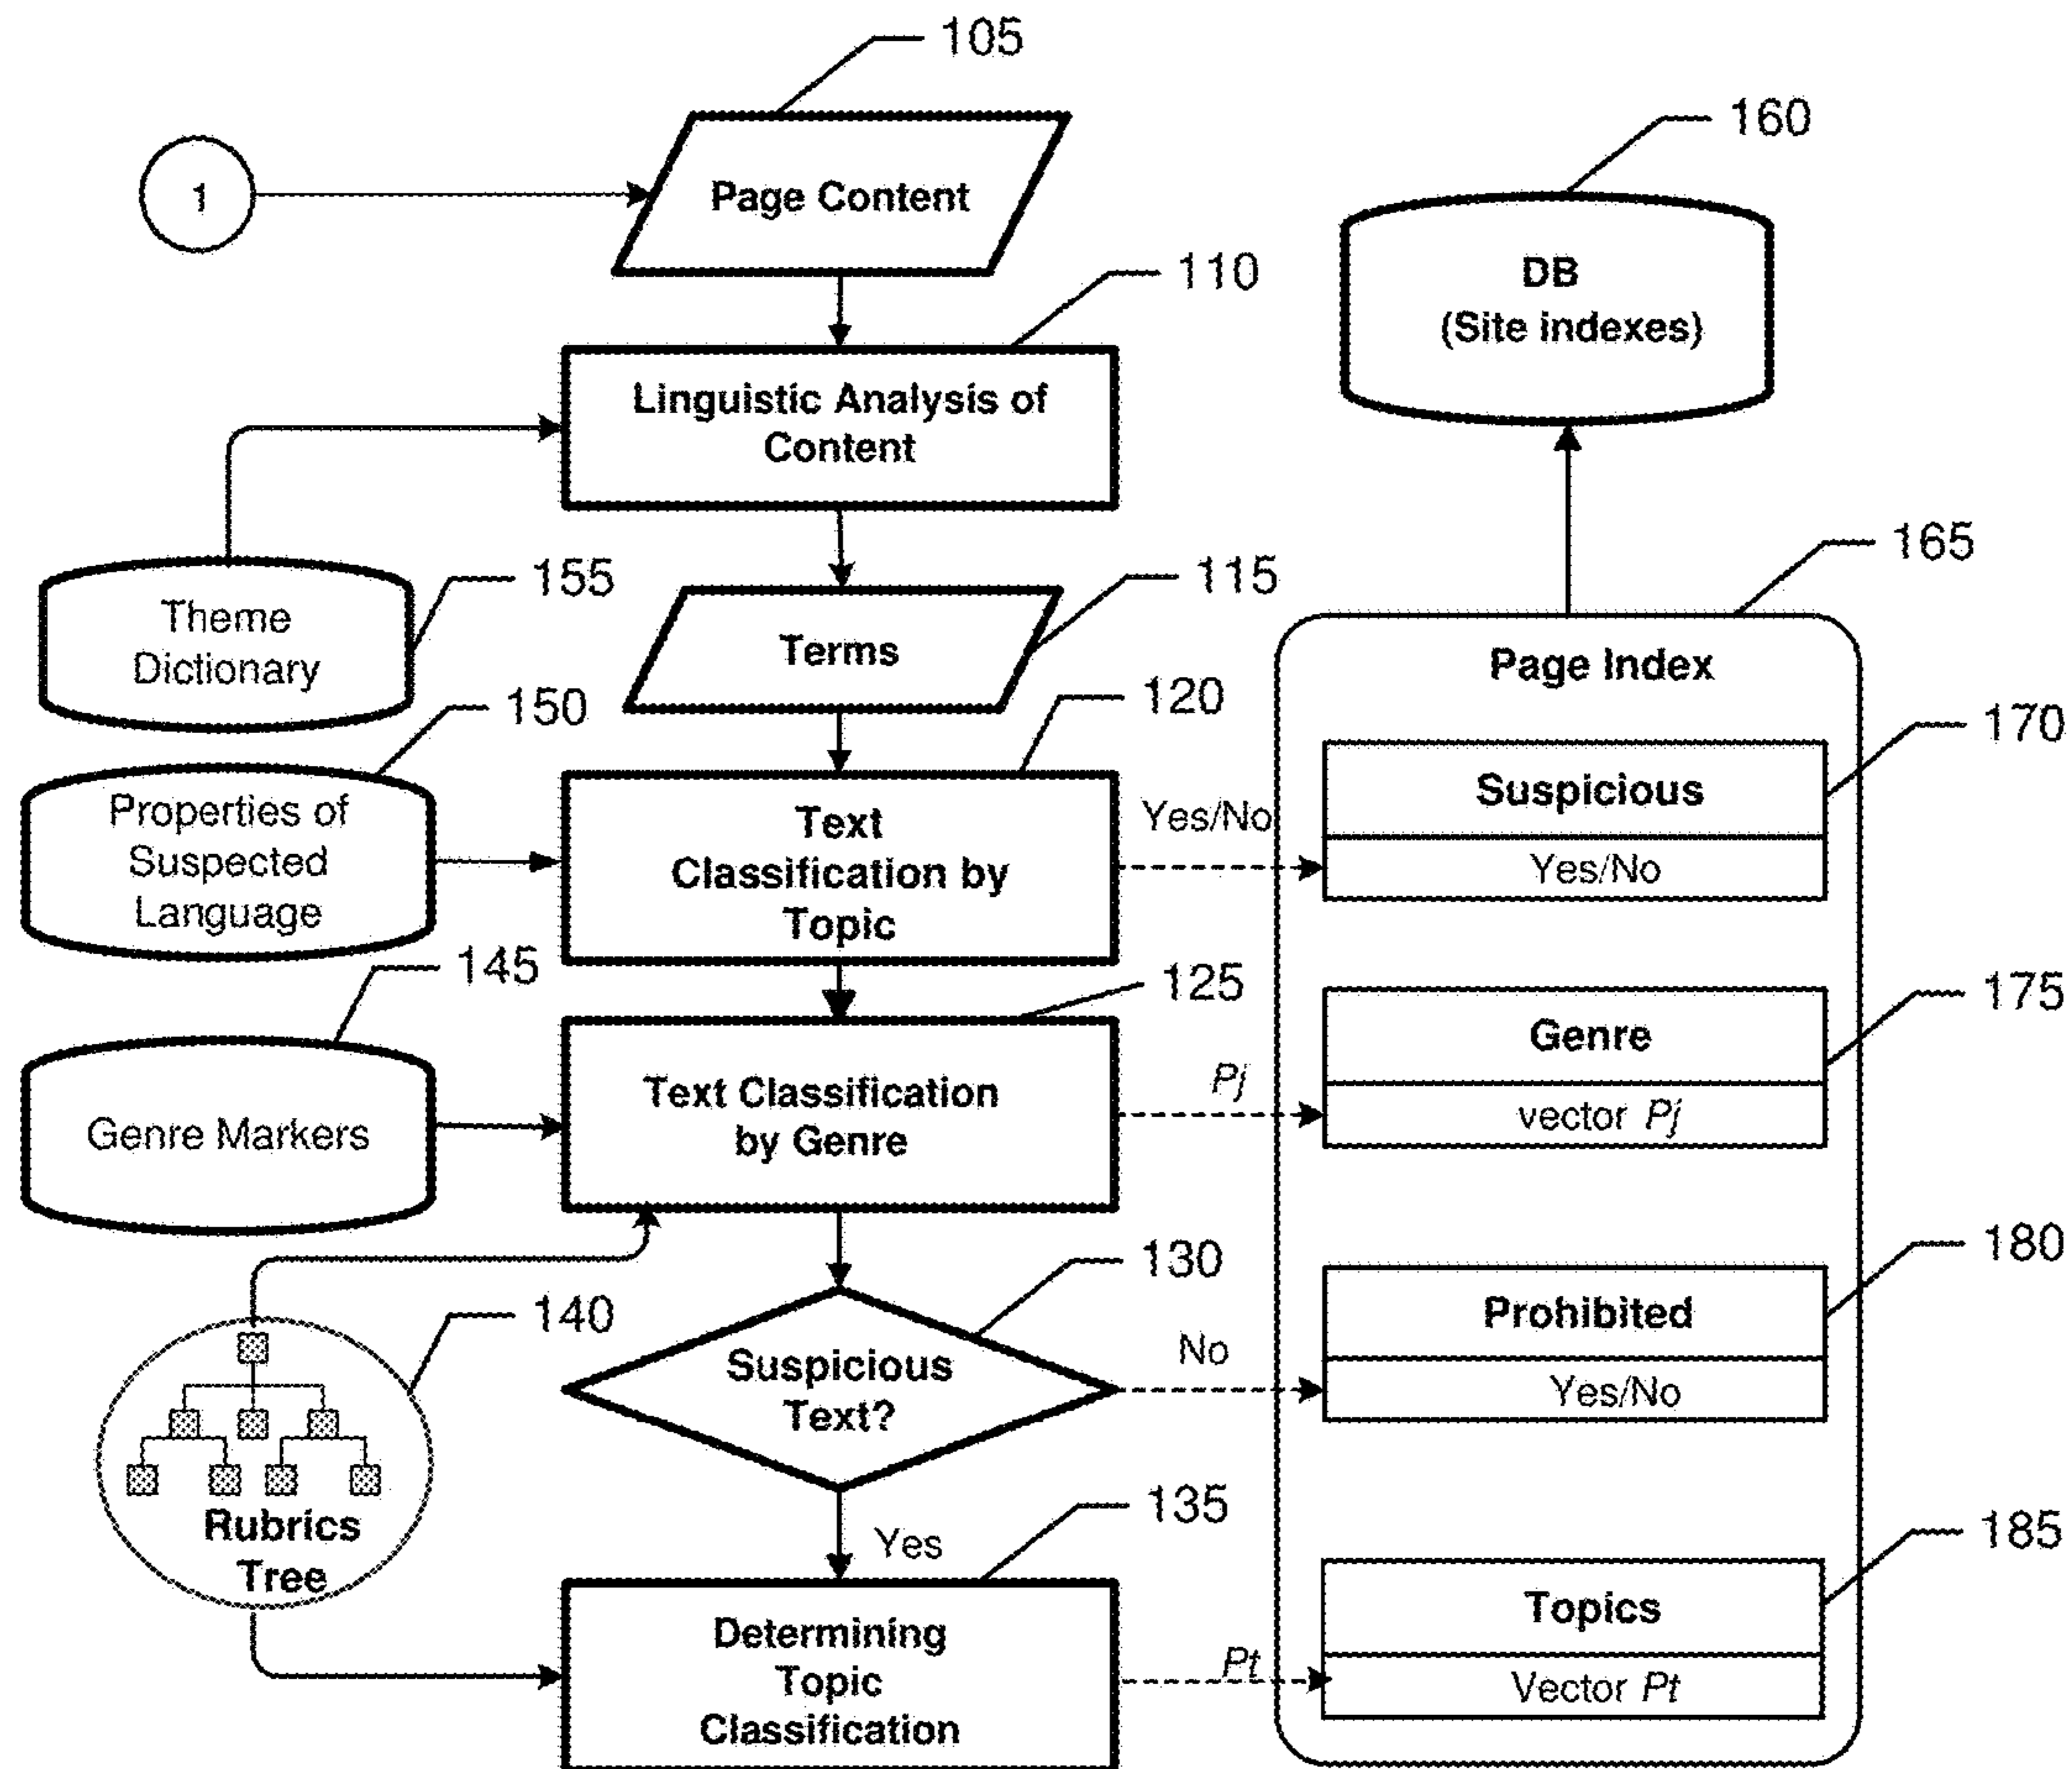 105
160
1
Page Content
110
DB
(Site indexes)
Linguistic Analysis of
Content
165
155
115
Theme
Dictionary
Terms
Page Index
150
120
170
Properties of
Suspected
Language
Text
Classification by
Topic
Yes/No
Suspicious
Yes/No
145
125
175
Genre Markers
Text Classification
by Genre
Pj
Genre
vector Pj
130
180
140
Suspicious
Text?
No
Prohibited
Yes/No
Rubrics
Tree
Yes
135
185
Determining
Topic
Classification
Pt
Topics
Vector Pt